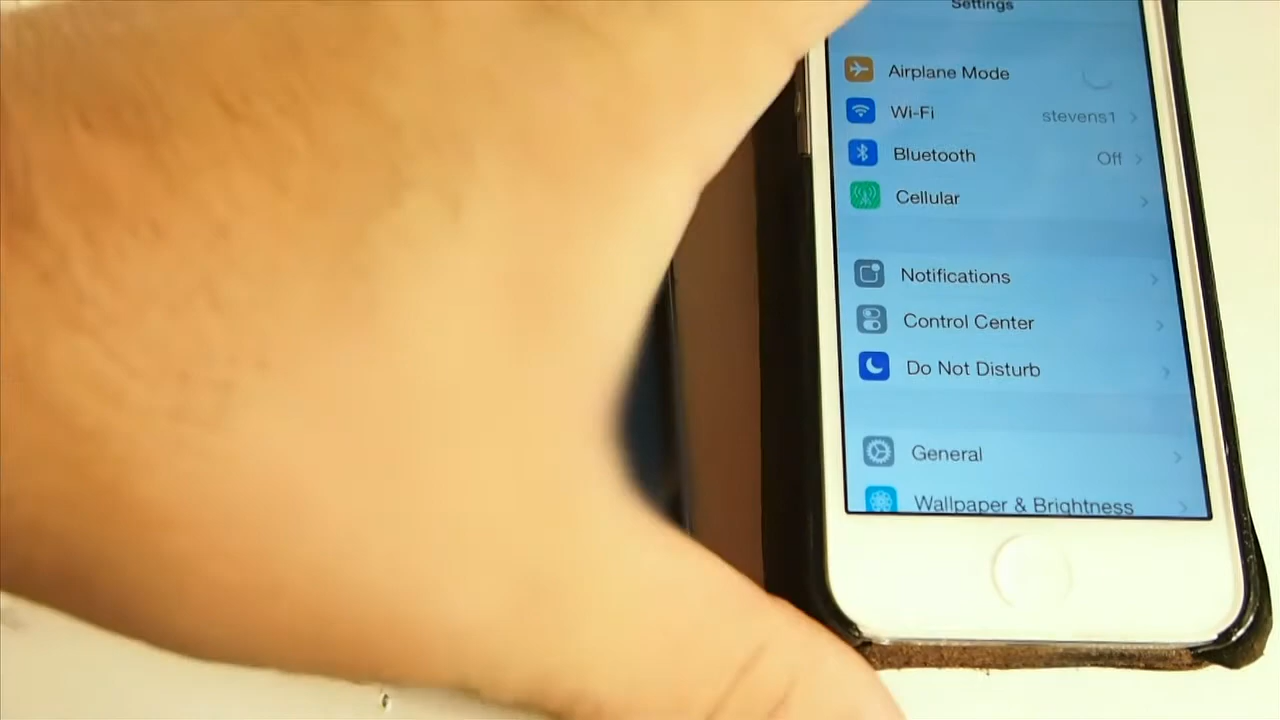 Settings
Airplane Mode
Wi-Fi stevens1
Bluetooth Off
Cellular
Notifications
Control Center
Do Not Disturb
General
Wallpaper & Brightness